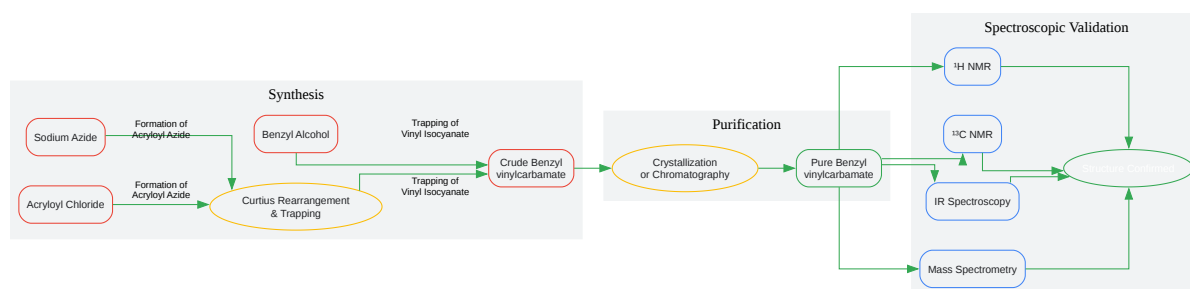 Spectroscopic Validation
Synthesis
Purification
Sodium Azide
Formation of
Acryloyl Azide
Benzyl Alcohol
Trapping of
Vinyl Isocyanate
Acryloyl Chloride
Formation of
Acryloyl Azide
Curtius Rearrangement
& Trapping
Trapping of
Vinyl Isocyanate
Crude Benzyl
vinylcarbamate
Crystallization
or Chromatography
Pure Benzyl
vinylcarbamate
¹H NMR
¹³C NMR
IR Spectroscopy
Mass Spectrometry
Structure Confirmed